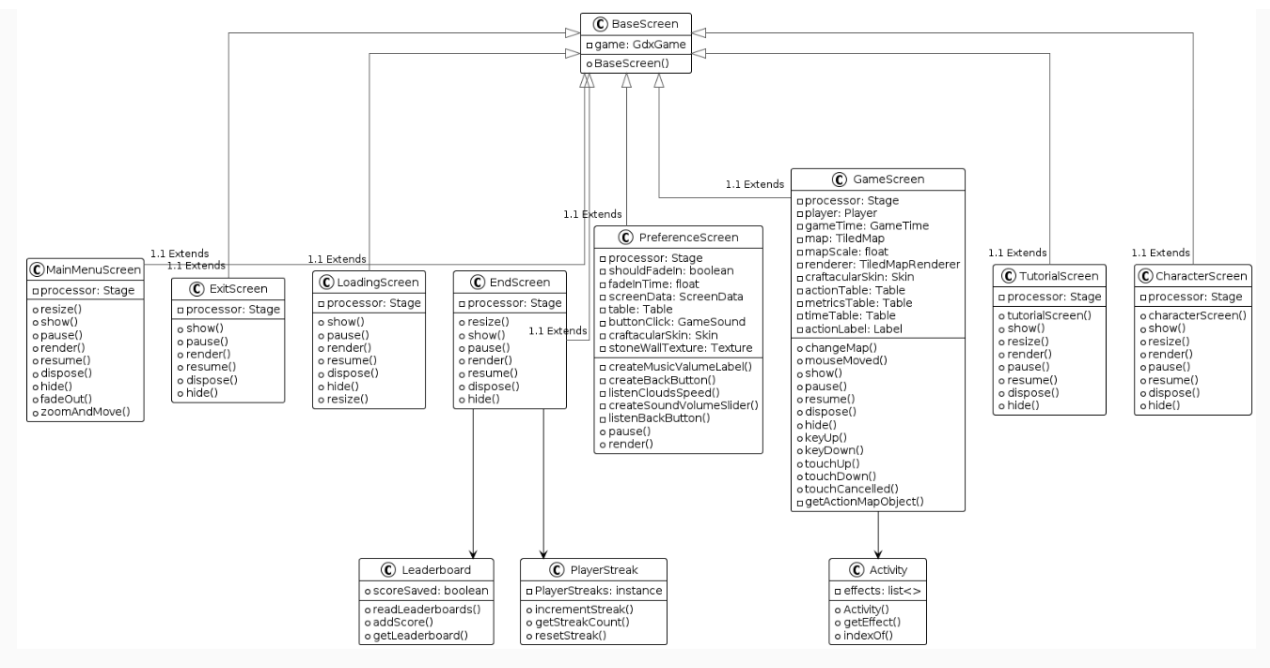 C BaseScreen
game: GdxGame
BaseScreen()
1.1 Extends
1.1 Extends
1.1 Extends
1.1 Extends
1.1 Extends
1.1 Extends
1.1 Extends
1.1 Extends
C MainMenuScreen
processor: Stage
resize()
show()
pause()
render()
resume()
dispose()
hide()
fadeOut()
zoomAndMove()
C ExitScreen
processor: Stage
show()
pause()
render()
resume()
dispose()
hide()
C LoadingScreen
processor: Stage
show()
pause()
render()
resume()
dispose()
hide()
resize()
C EndScreen
processor: Stage
resize()
show()
pause()
render()
resume()
dispose()
hide()
C PreferenceScreen
processor: Stage
shouldFadeIn: boolean
fadeInTime: float
screenData: ScreenData
table: Table
buttonClick: GameSound
craftacularSkin: Skin
stoneWallTexture: Texture
createMusicVolumeLabel()
createBackButton()
listenCloudsSpeed()
createSoundVolumeSlider()
listenBackButton()
pause()
render()
C GameScreen
processor: Stage
player: Player
gameTime: GameTime
map: TiledMap
mapScale: float
renderer: TiledMapRenderer
craftacularSkin: Skin
actionTable: Table
metricsTable: Table
timeTable: Table
actionLabel: Label
changeMap()
mouseMoved()
show()
pause()
resume()
dispose()
hide()
keyUp()
keyDown()
touchUp()
touchDown()
touchCancelled()
getActionMapObject()
C TutorialScreen
processor: Stage
tutorialScreen()
show()
resize()
render()
pause()
resume()
dispose()
hide()
C CharacterScreen
processor: Stage
characterScreen()
show()
resize()
render()
pause()
resume()
dispose()
hide()
C Leaderboard
scoreSaved: boolean
readLeaderboards()
addScore()
getLeaderboard()
C PlayerStreak
PlayerStreaks: instance
incrementStreak()
getStreakCount()
resetStreak()
C Activity
effects: list<>
Activity()
getEffect()
indexOf()